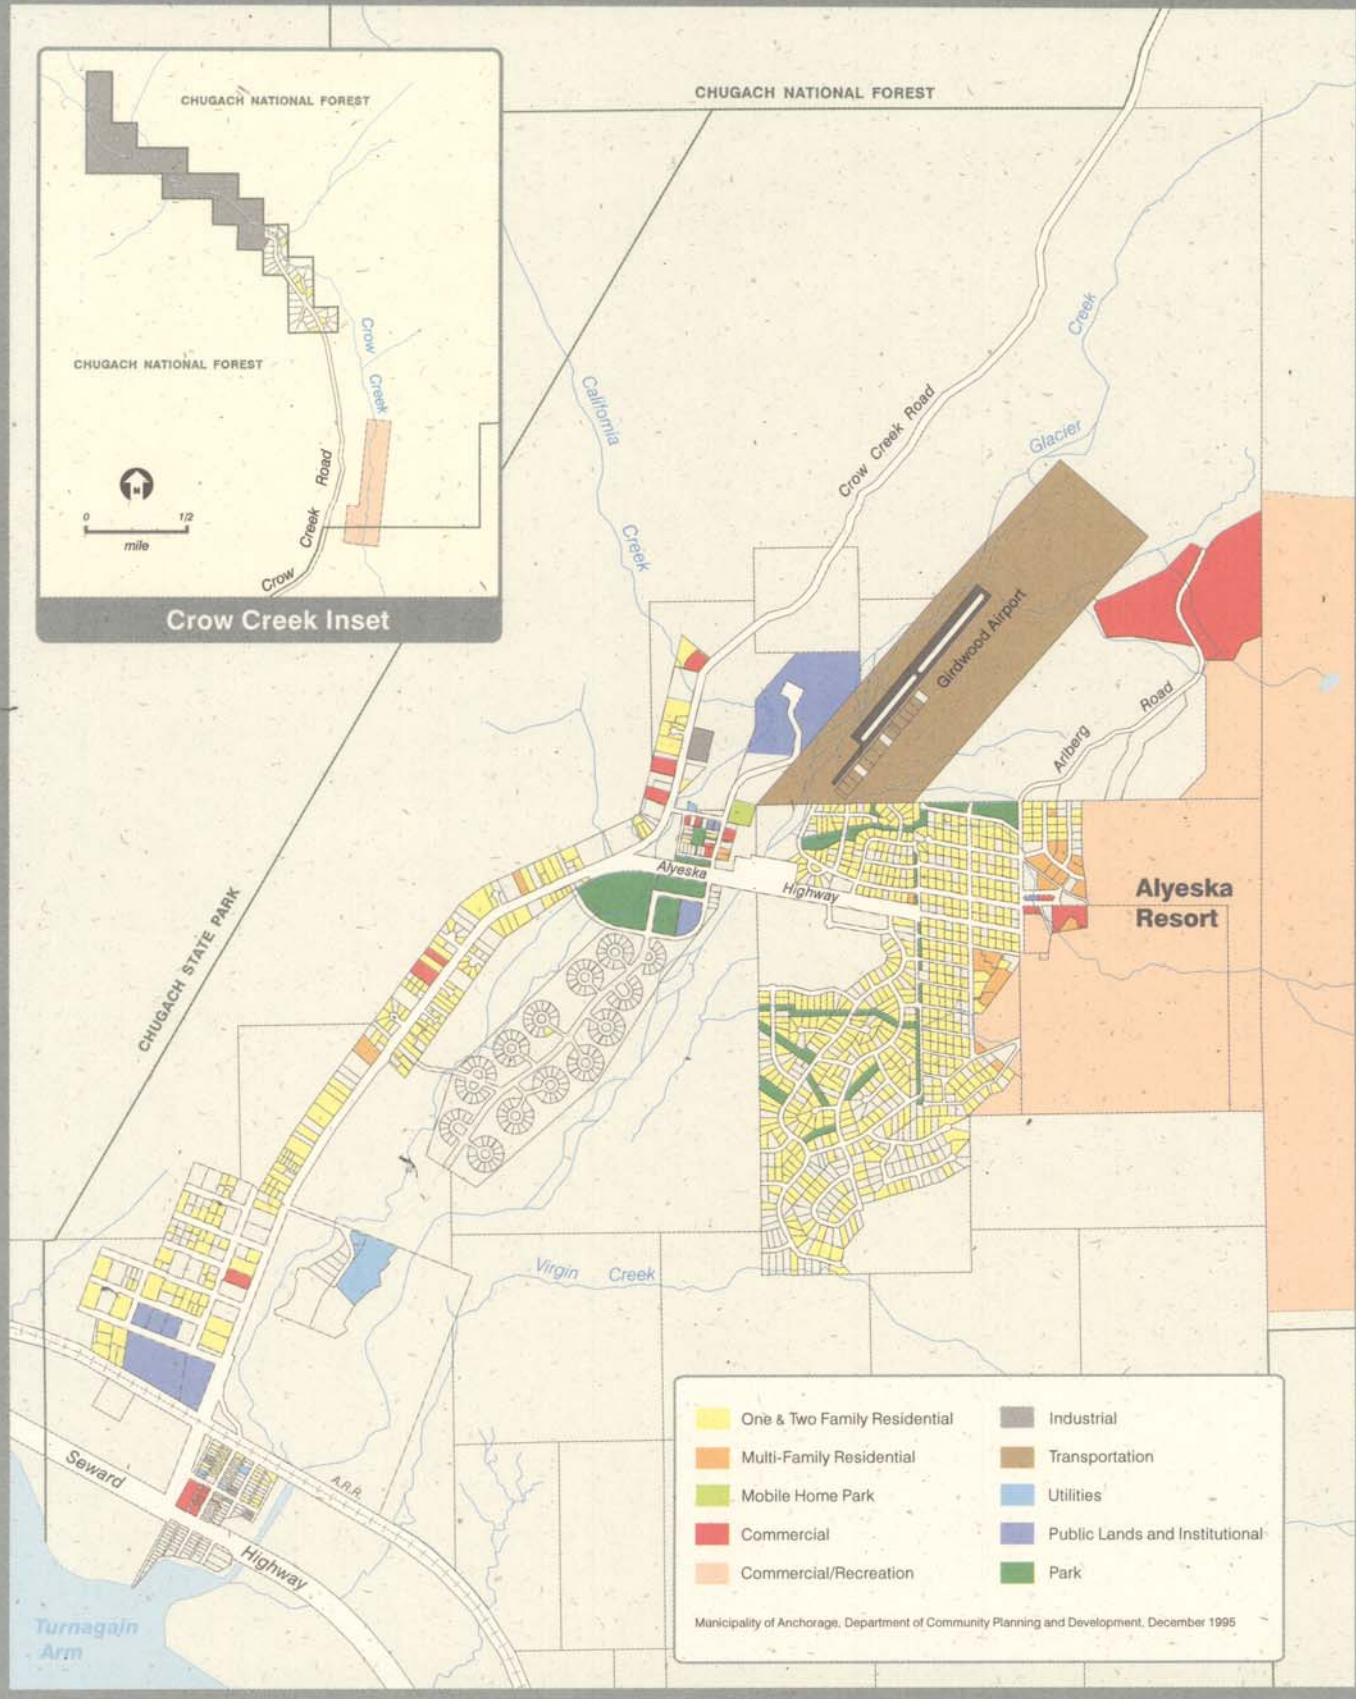 CHUGACH NATIONAL FOREST
CHUGACH NATIONAL FOREST
Crow
Creek
CHUGACH NATIONAL FOREST
N
0 1/2
mile
Crow Creek Road
Crow Creek Inset
California
Creek
Crow Creek Road
Glacier
Creek
Girdwood Airport
Arlberg Road
Alyeska
Highway
Alyeska
Resort
CHUGACH STATE PARK
Virgin Creek
Seward
Highway
A.R.R.
Turnagain
Arm
One & Two Family Residential
Multi-Family Residential
Mobile Home Park
Commercial
Commercial/Recreation
Industrial
Transportation
Utilities
Public Lands and Institutional
Park
Municipality of Anchorage, Department of Community Planning and Development, December 1995